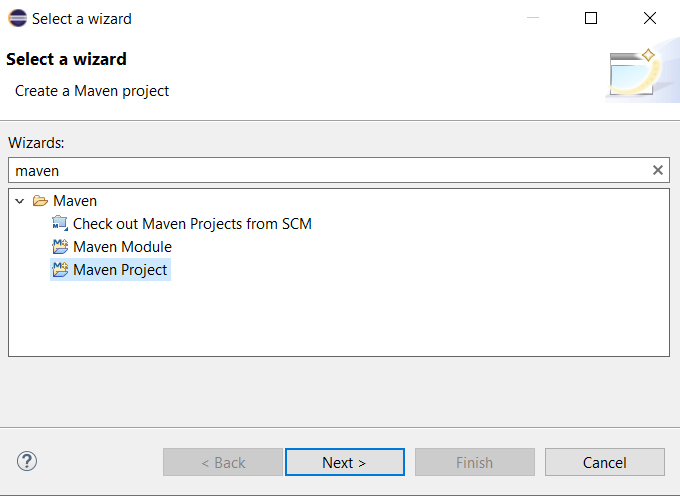 Select a wizard
Select a wizard
Create a Maven project
Wizards:
maven
Maven
Check out Maven Projects from SCM
Maven Module
Maven Project
< Back
Next >
Finish
Cancel